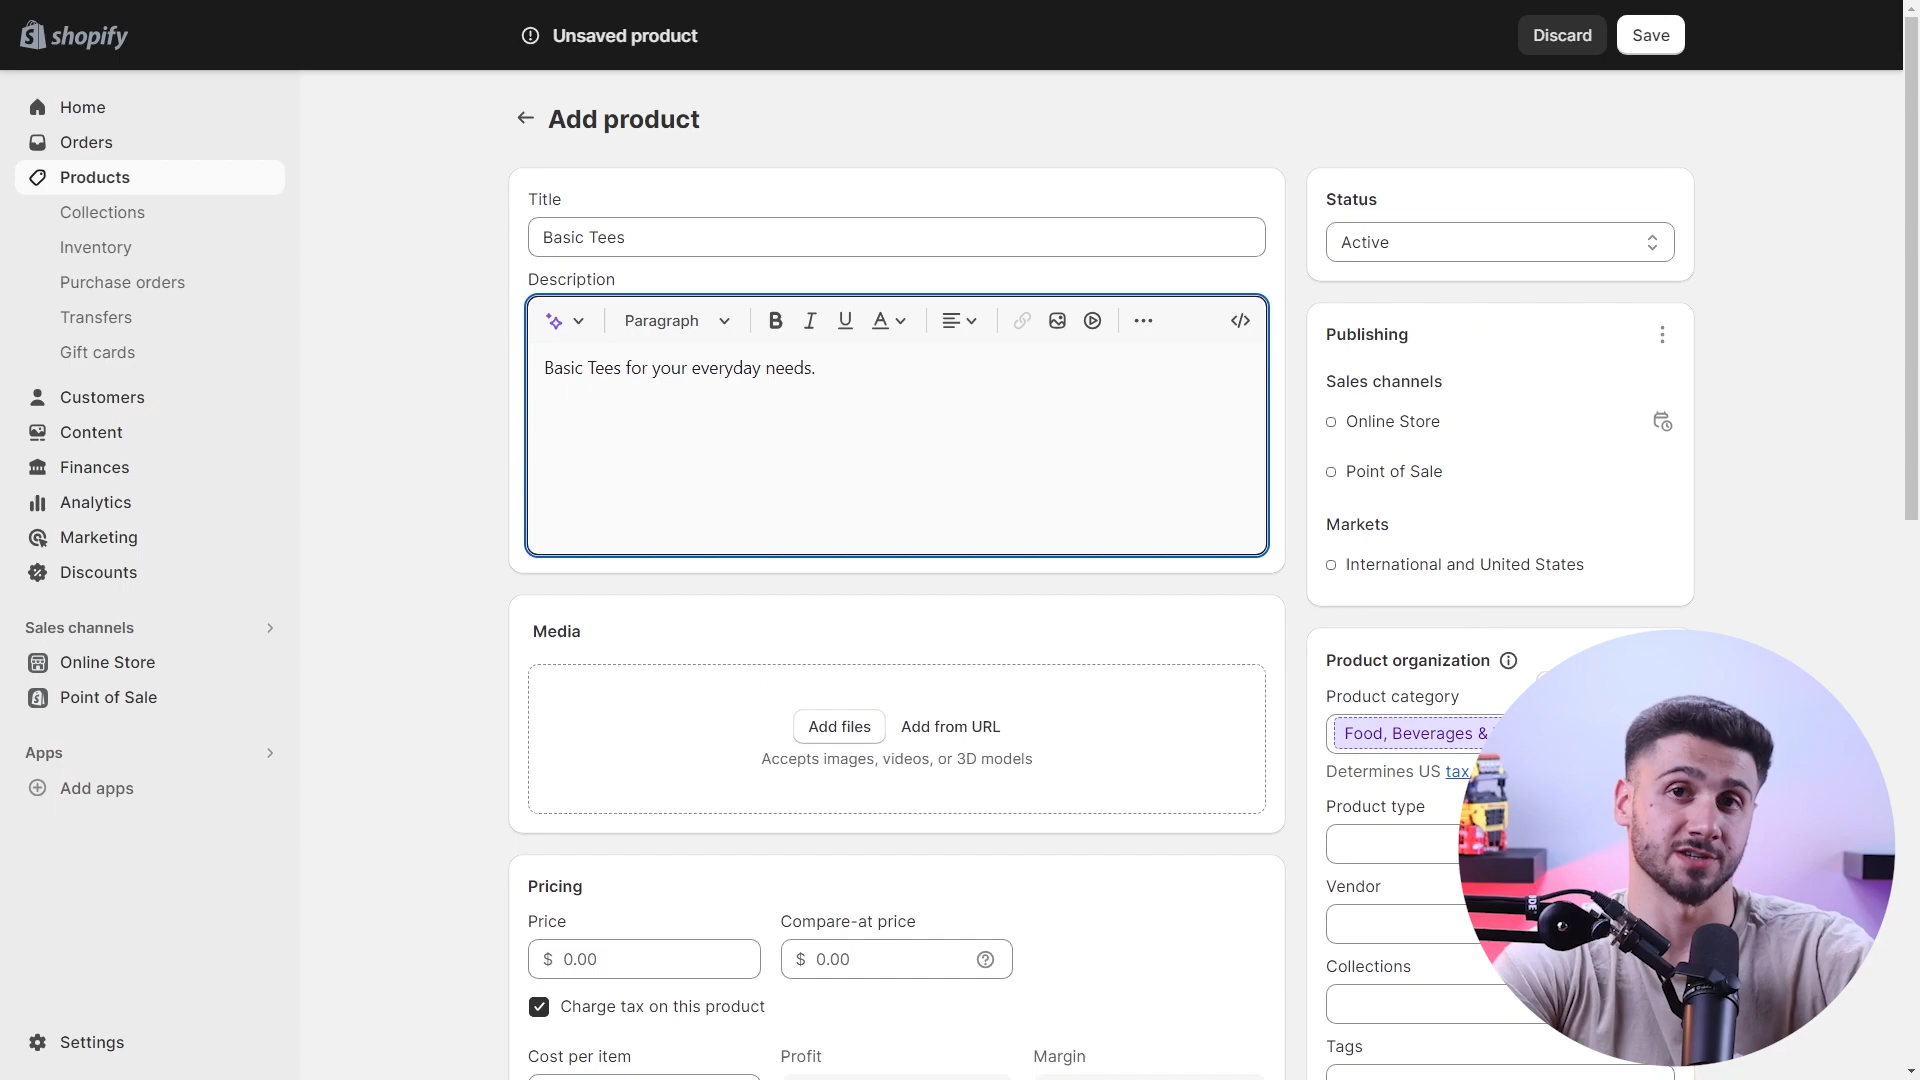 shopify
Unsaved product
Discard
Save
Home
Orders
Products
Collections
Inventory
Purchase orders
Transfers
Gift cards
Customers
Content
Finances
Analytics
Marketing
Discounts
Sales channels
Online Store
Point of Sale
Apps
Add apps
Settings
Add product
Title
Basic Tees
Description
Paragraph
Basic Tees for your everyday needs.
Media
Add files
Add from URL
Accepts images, videos, or 3D models
Pricing
Price
Compare-at price
$ 0.00
$ 0.00
Charge tax on this product
Cost per item
Profit
Margin
Status
Active
Publishing
Sales channels
Online Store
Point of Sale
Markets
International and United States
Product organization
Product category
Food, Beverages &
Determines US tax
Product type
Vendor
Collections
Tags